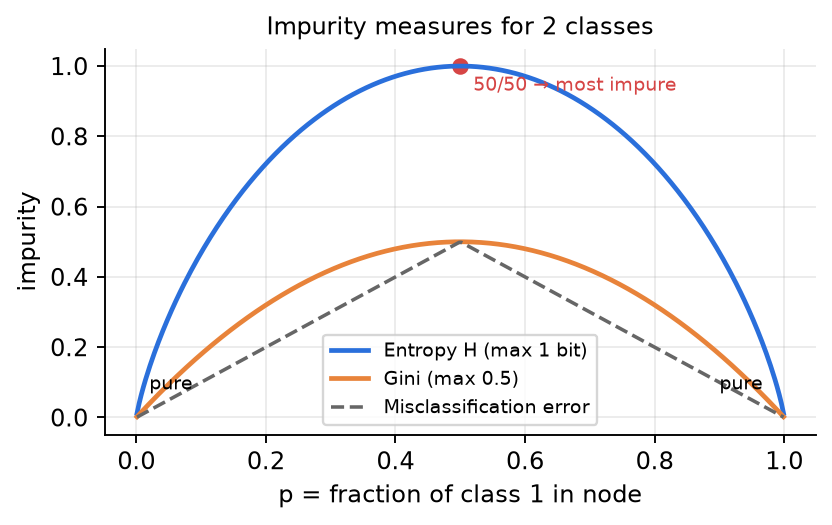 Impurity measures for 2 classes
50/50 → most impure
impurity
1.0
0.8
0.6
0.4
0.2
0.0
pure
pure
Entropy H (max 1 bit)
Gini (max 0.5)
Misclassification error
0.0 0.2 0.4 0.6 0.8 1.0
p = fraction of class 1 in node